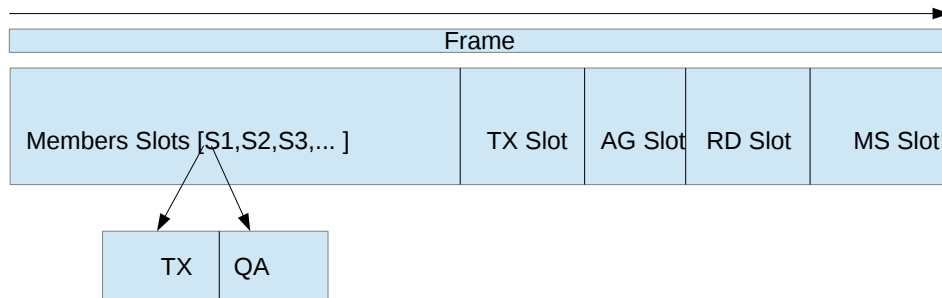 Frame
Members Slots [S1,S2,S3,... ]
TX Slot
AG Slot
RD Slot
MS Slot
TX
QA